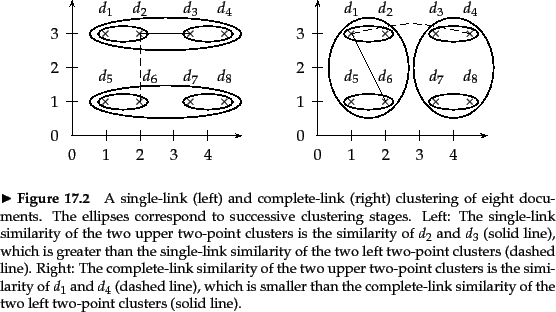 d1 d2 d3 d4
3
2
d5 d6 d7 d8
1
0
0 1 2 3 4
d1 d2 d3 d4
3
2
d5 d6 d7 d8
1
0
0 1 2 3 4
► Figure 17.2 A single-link (left) and complete-link (right) clustering of eight docu-
ments. The ellipses correspond to successive clustering stages. Left: The single-link
similarity of the two upper two-point clusters is the similarity of d2 and d3 (solid line),
which is greater than the single-link similarity of the two left two-point clusters (dashed
line). Right: The complete-link similarity of the two upper two-point clusters is the simi-
larity of d1 and d4 (dashed line), which is smaller than the complete-link similarity of the
two left two-point clusters (solid line).